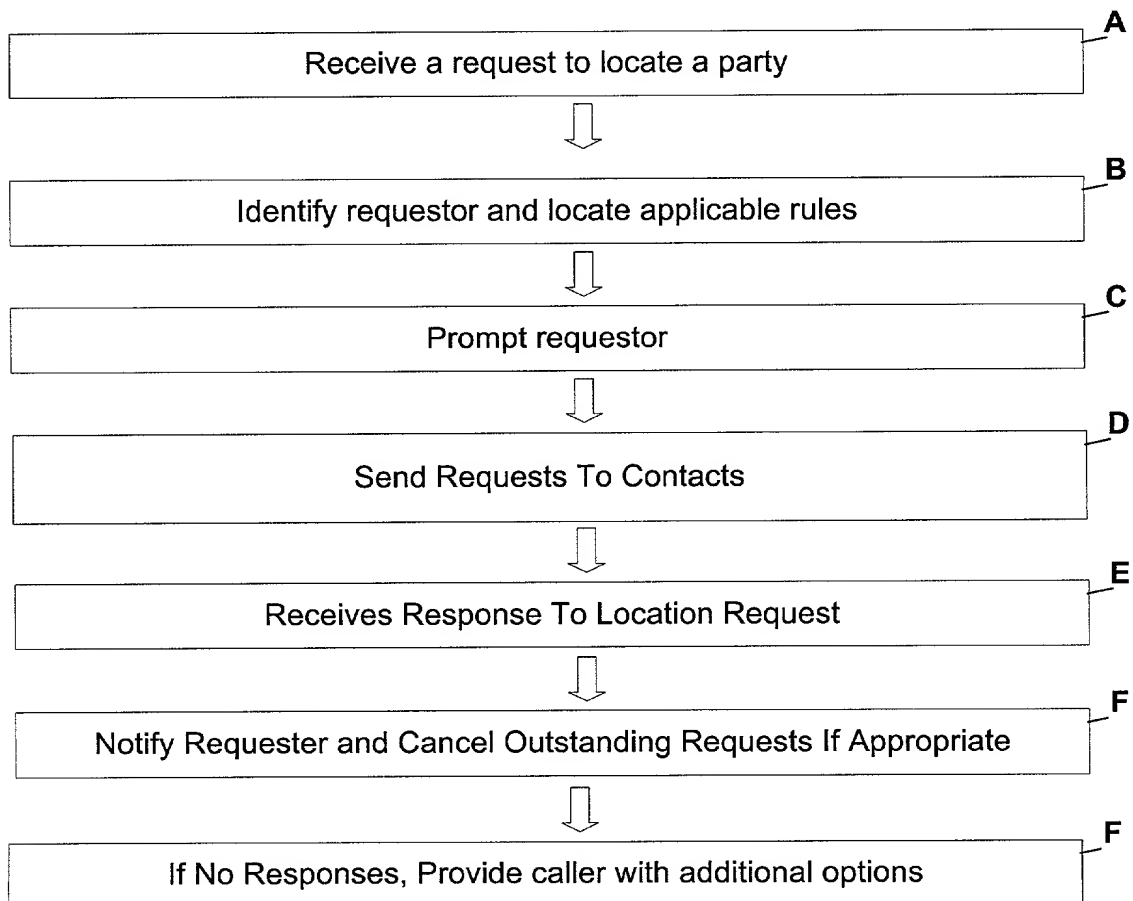 A
Receive a request to locate a party
B
Identify requestor and locate applicable rules
C
Prompt requestor
D
Send Requests To Contacts
E
Receives Response To Location Request
F
Notify Requester and Cancel Outstanding Requests If Appropriate
F
If No Responses, Provide caller with additional options